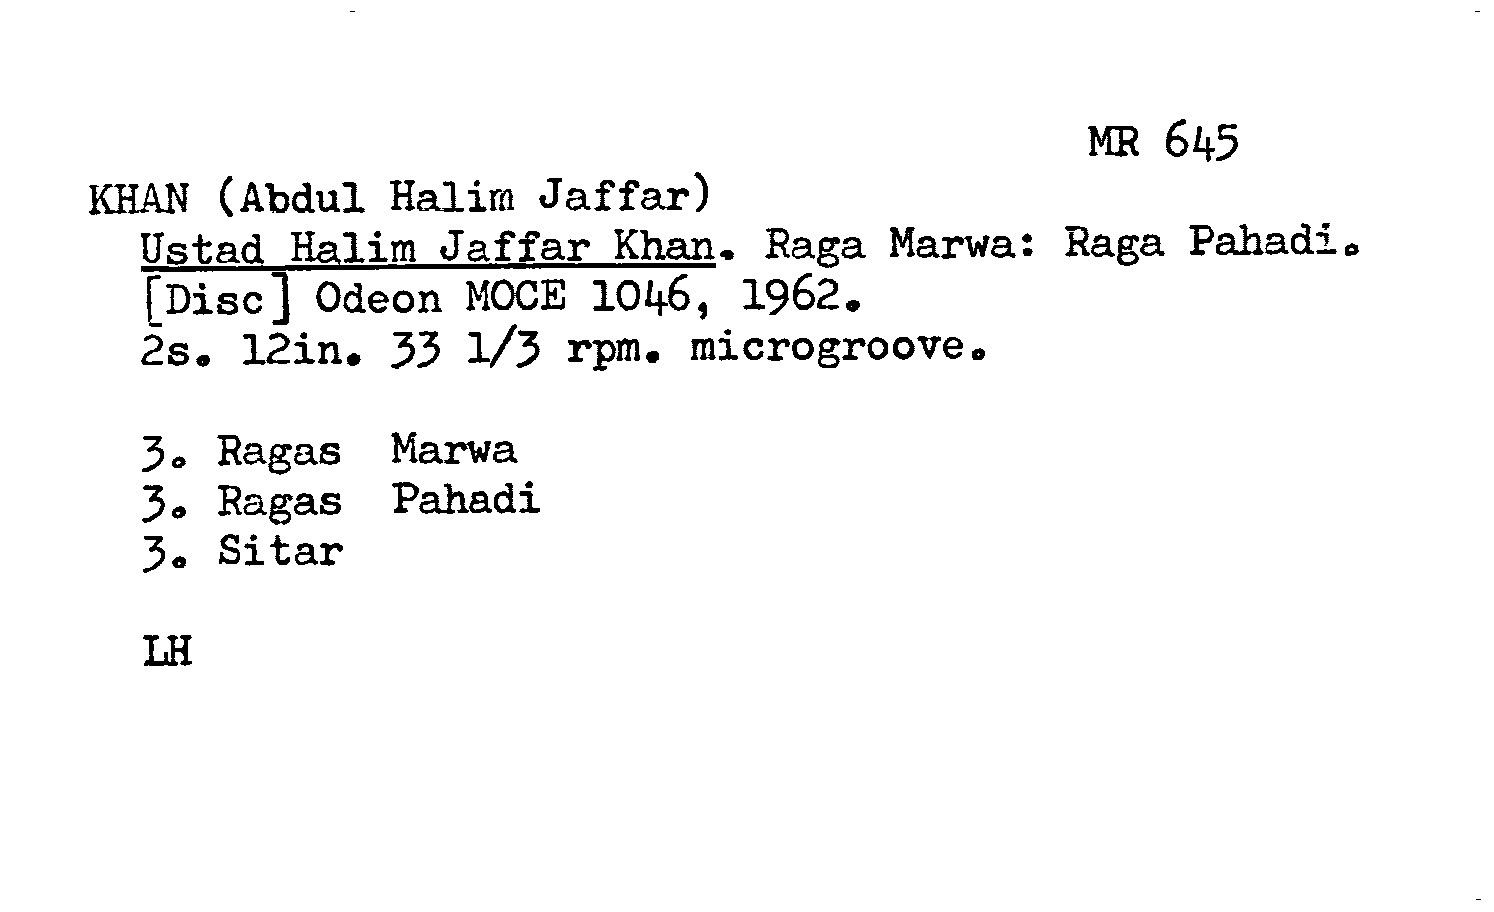 MR 645
KHAN (Abdul Halim Jaffar)
Ustad Halim Jaffar Khan. Raga Marwa: Raga Pahadi.
[Disc] Odeon MOCE 1046, 1962.
2s. 12in. 33 1/3 rpm. microgroove.
3. Ragas Marwa
3. Ragas Pahadi
3. Sitar
LH